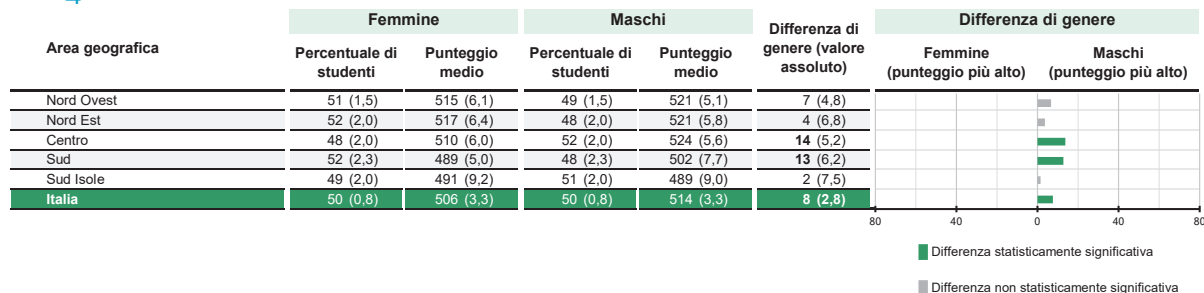 4
Femmine Maschi Differenza di genere (valore assoluto) Differenza di genere
Area geografica Percentuale di studenti Punteggio medio Percentuale di studenti Punteggio medio Femmine (punteggio più alto) Maschi (punteggio più alto)
Nord Ovest 51 (1,5) 515 (6,1) 49 (1,5) 521 (5,1) 7 (4,8)
Nord Est 52 (2,0) 517 (6,4) 48 (2,0) 521 (5,8) 4 (6,8)
Centro 48 (2,0) 510 (6,0) 52 (2,0) 524 (5,6) 14 (5,2)
Sud 52 (2,3) 489 (5,0) 48 (2,3) 502 (7,7) 13 (6,2)
Sud Isole 49 (2,0) 491 (9,2) 51 (2,0) 489 (9,0) 2 (7,5)
Italia 50 (0,8) 506 (3,3) 50 (0,8) 514 (3,3) 8 (2,8)
80 40 0 40 80
Differenza statisticamente significativa
Differenza non statisticamente significativa